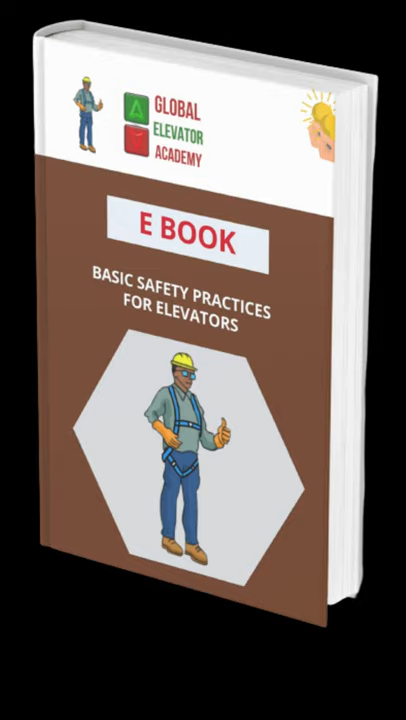 GLOBAL
ELEVATOR
ACADEMY
E BOOK
BASIC SAFETY PRACTICES
FOR ELEVATORS